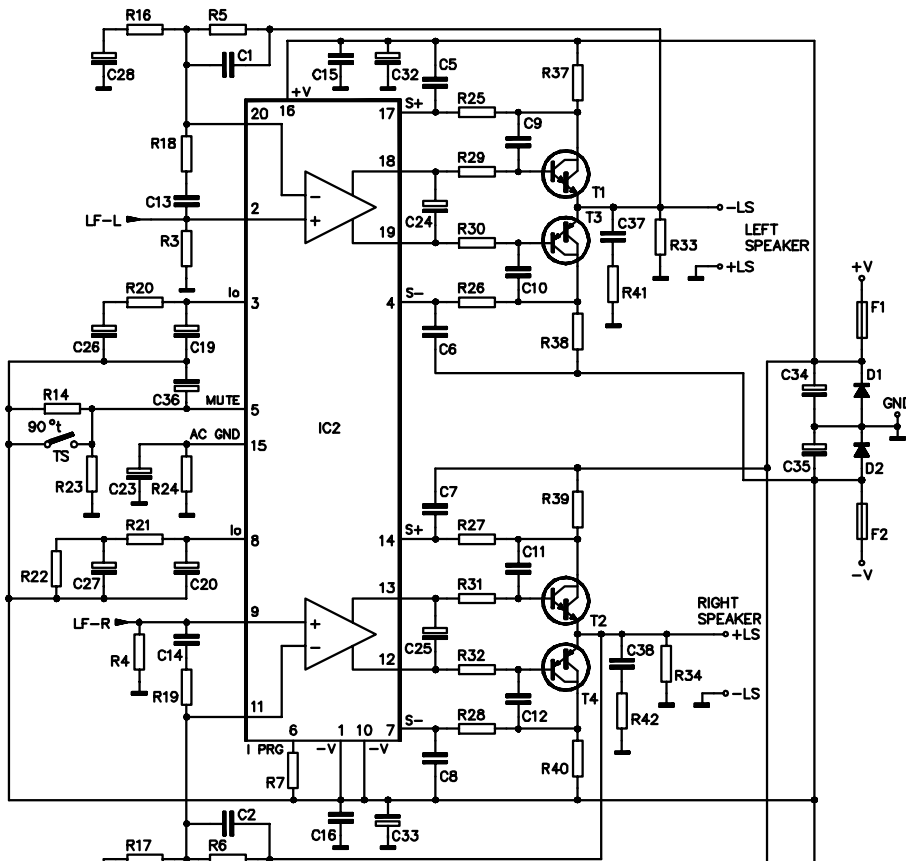 R16
R5
C28
C1
C15
C32
C5
R37
+V
16
20
17
S+
R25
C9
R18
18
R29
T1
C13
2
C24
−
+
LF-L
R3
19
R30
T3
C37
R33
-LS
LEFT
SPEAKER
+LS
R20
Io
3
C10
R41
4
S-
R26
C26
C19
C6
R38
+V
F1
C36
R14
MUTE
5
C34
D1
GND
90°t
TS
AC GND
15
IC2
R23
C23
R24
C35
D2
C7
R39
R21
Io
8
14
S+
R27
C11
F2
R22
C27
C20
-V
13
R31
T2
RIGHT
SPEAKER
LF-R
9
+
−
C25
+LS
R4
C14
12
R32
C38
R34
R19
T4
11
C12
R42
-LS
6
1
10
7
S-
R28
I PRG
-V
-V
R7
C8
R40
C2
C16
C33
R17
R6